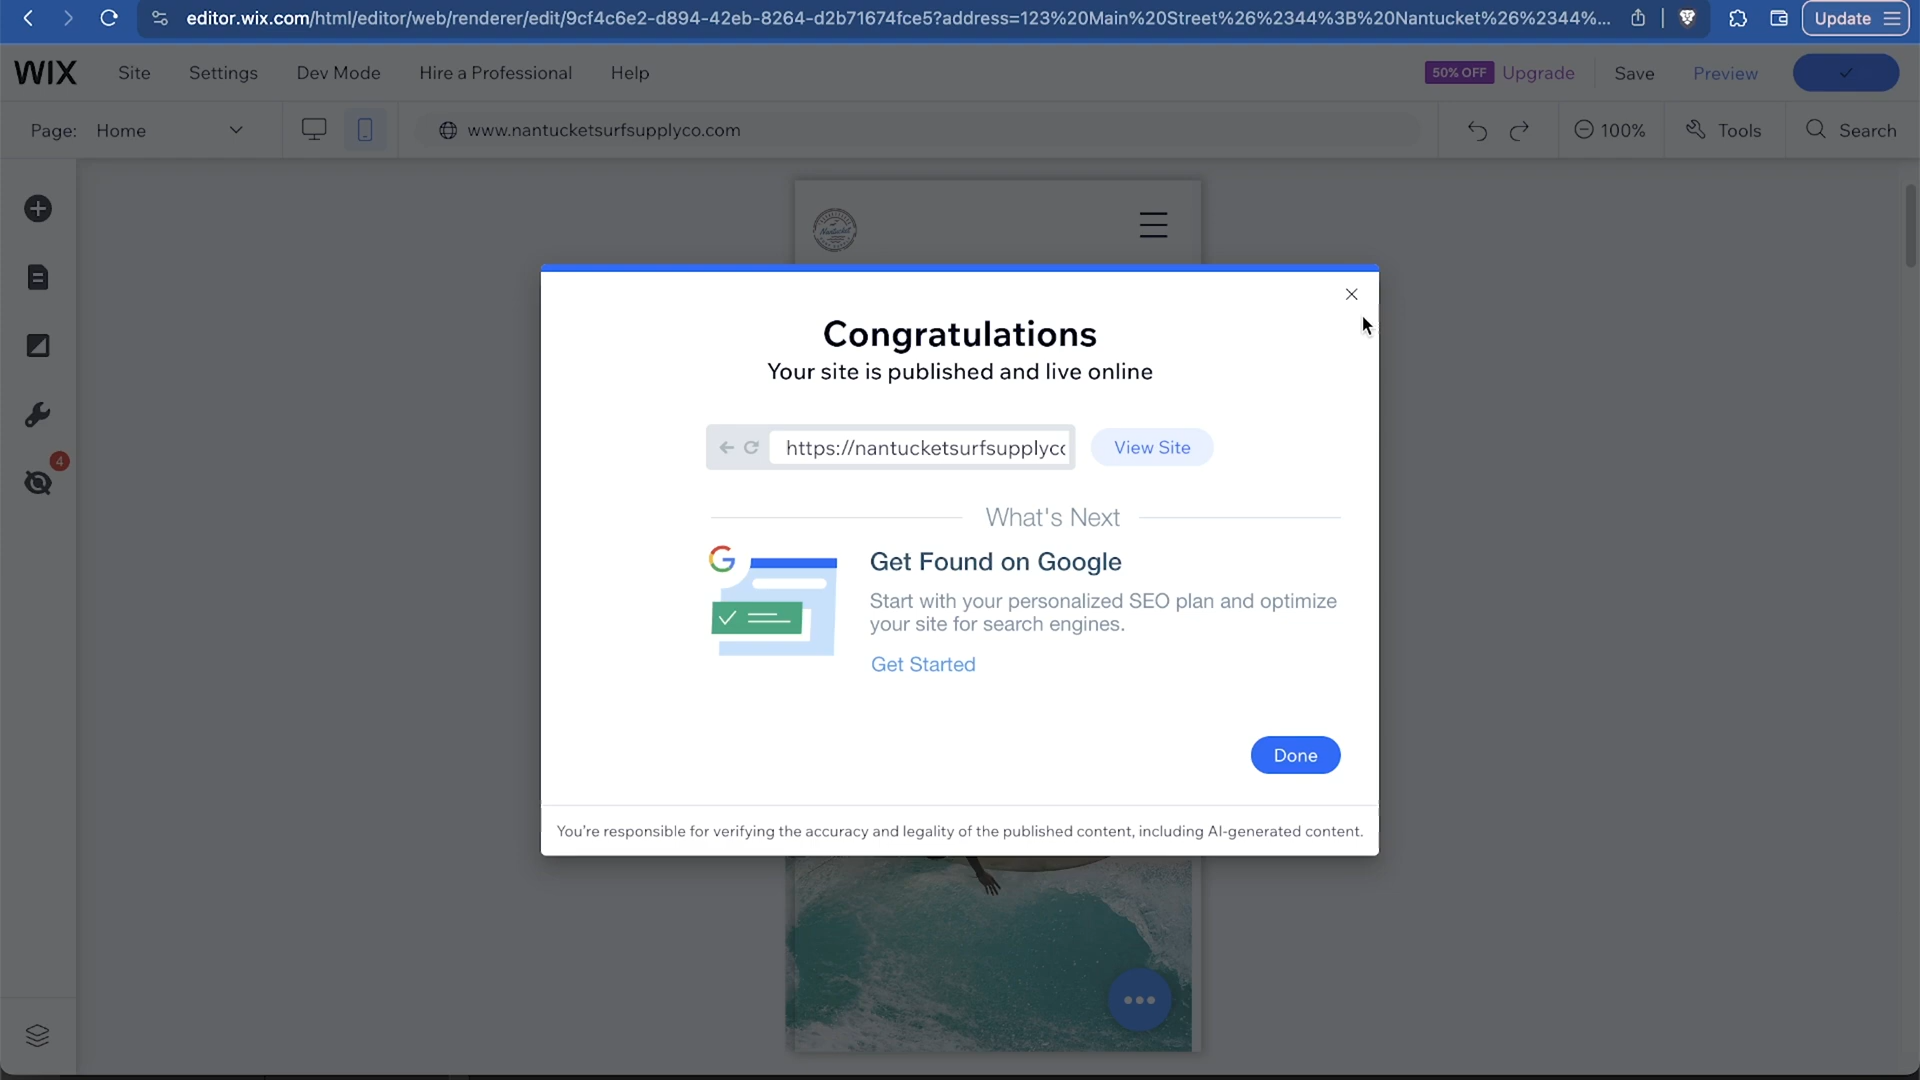 editor.wix.com/html/editor/web/renderer/edit/9cf4c6e2-d894-42eb-8264-d2b71674fce5?address=123%20Main%20Street%26%2344%3B%20Nantucket%26%2344%...
Update
WIX
Site
Settings
Dev Mode
Hire a Professional
Help
50% OFF
Upgrade
Save
Preview
Page: Home
www.nantucketsurfsupplyco.com
100%
Tools
Search
Nantucket
4
Congratulations
Your site is published and live online
https://nantucketsurfsupplyco
View Site
What's Next
G
Get Found on Google
Start with your personalized SEO plan and optimize
your site for search engines.
Get Started
Done
You're responsible for verifying the accuracy and legality of the published content, including AI-generated content.